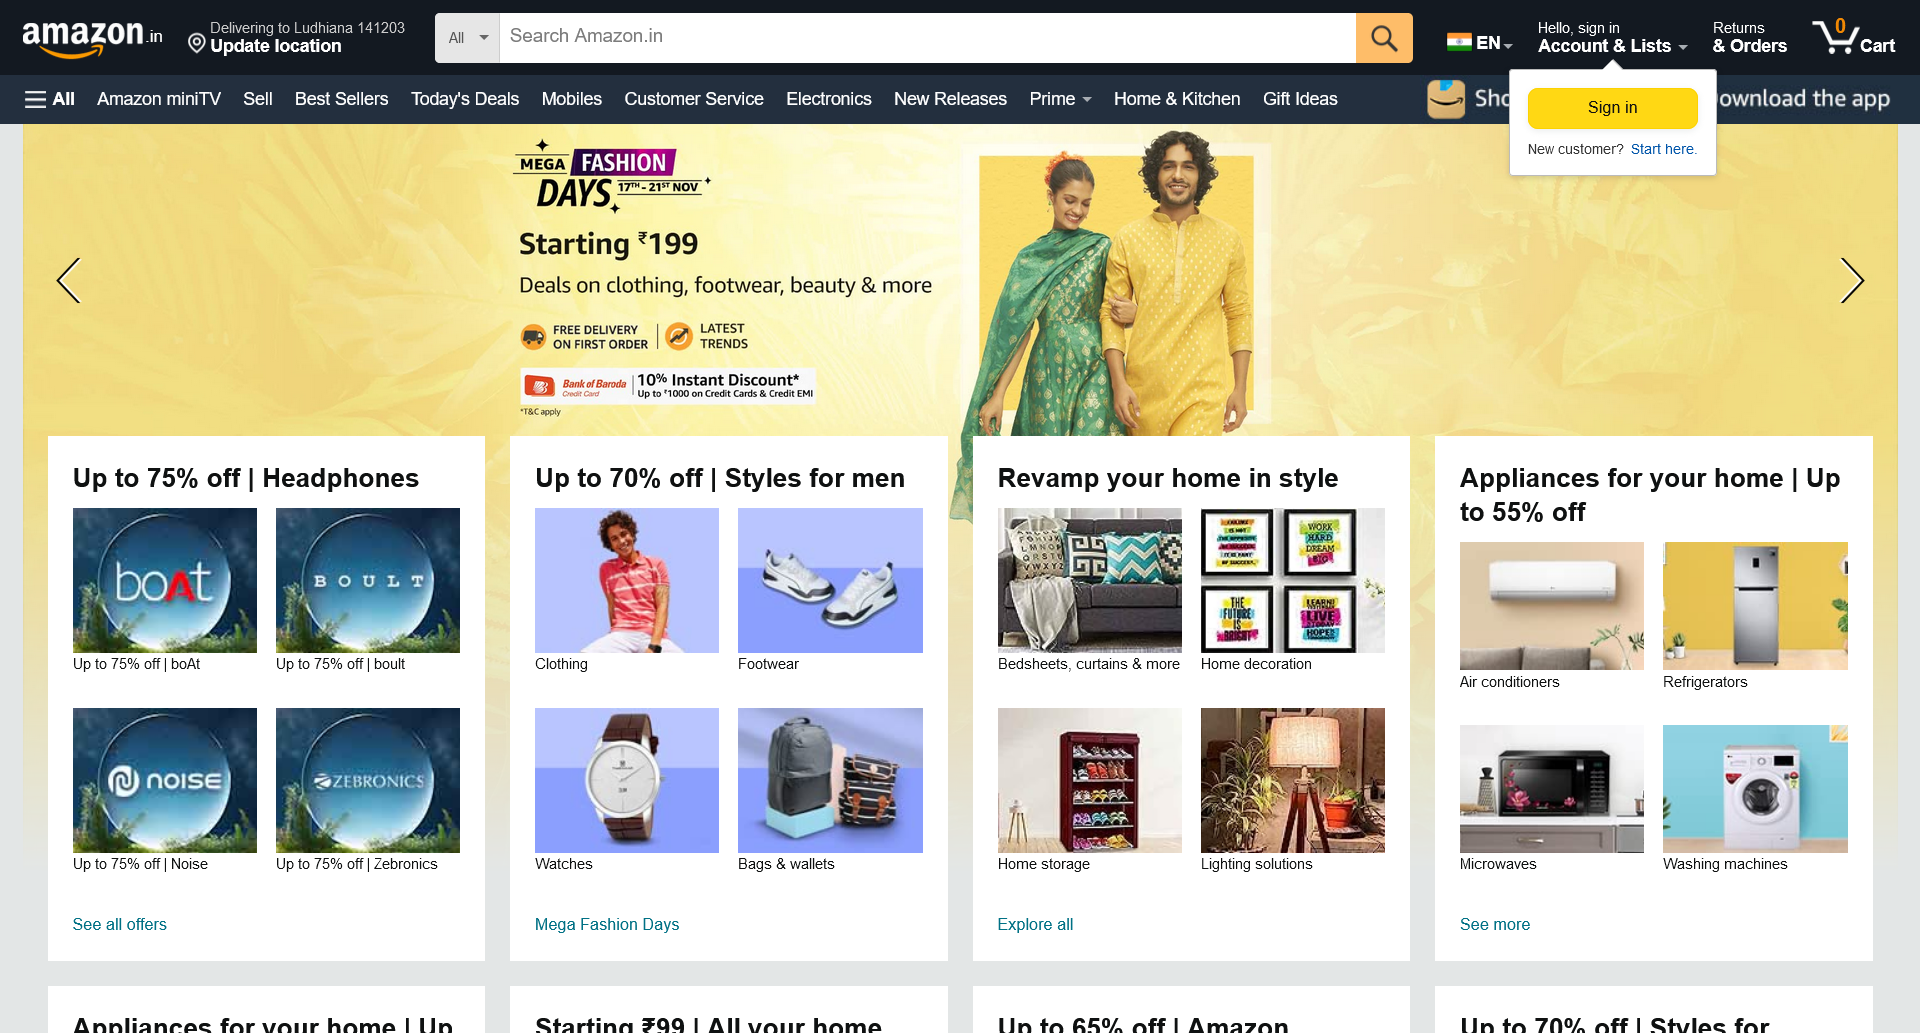 amazon.in
Delivering to Ludhiana 141203
Update location
All
Search Amazon.in
EN
Hello, sign in
Account & Lists
Returns
& Orders
0
Cart
All
Amazon miniTV
Sell
Best Sellers
Today's Deals
Mobiles
Customer Service
Electronics
New Releases
Prime
Home & Kitchen
Gift Ideas
Sho
ownload the app
Sign in
New customer? Start here.
MEGA FASHION
DAYS 17TH - 21ST NOV
Starting ₹199
Deals on clothing, footwear, beauty & more
FREE DELIVERY
ON FIRST ORDER
LATEST
TRENDS
Bank of Baroda
Credit Card
10% Instant Discount*
Up to ₹1000 on Credit Cards & Credit EMI
*T&C apply
Up to 75% off | Headphones
boAt
BOULT
Up to 75% off | boAt
Up to 75% off | boult
noise
ZEBRONICS
Up to 75% off | Noise
Up to 75% off | Zebronics
See all offers
Up to 70% off | Styles for men
Clothing
Footwear
Watches
Bags & wallets
Mega Fashion Days
Revamp your home in style
WORK
HARD
DREAM
BIG
THE
FUTURE
IS
BRIGHT
LIVE
Bedsheets, curtains & more
Home decoration
Home storage
Lighting solutions
Explore all
Appliances for your home | Up
to 55% off
Air conditioners
Refrigerators
Microwaves
Washing machines
See more
Appliances for your home | Up
Starting ₹99 | All your home
Up to 65% off | Amazon
Up to 70% off | Styles for